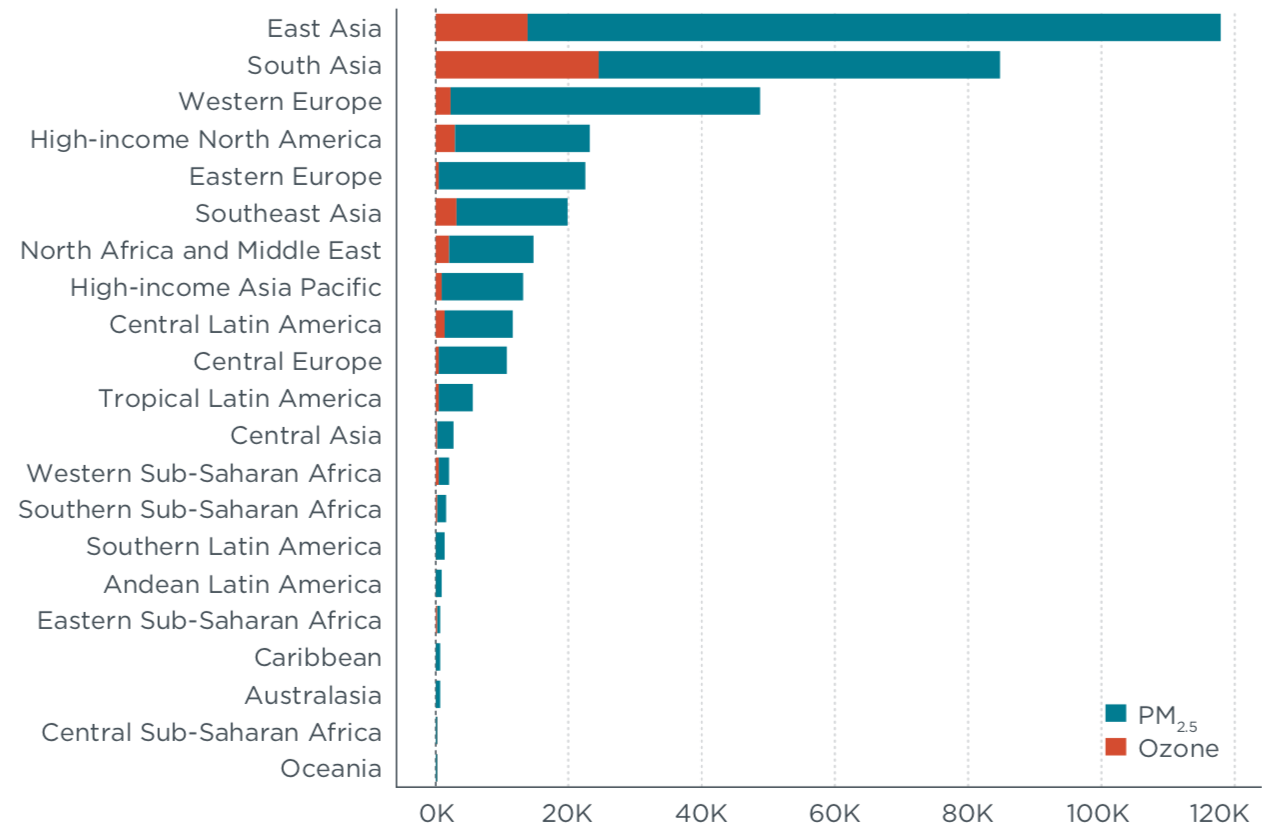 East Asia
South Asia
Western Europe
High-income North America
Eastern Europe
Southeast Asia
North Africa and Middle East
High-income Asia Pacific
Central Latin America
Central Europe
Tropical Latin America
Central Asia
Western Sub-Saharan Africa
Southern Sub-Saharan Africa
Southern Latin America
Andean Latin America
Eastern Sub-Saharan Africa
Caribbean
Australasia
Central Sub-Saharan Africa
Oceania
PM2.5
Ozone
0K 20K 40K 60K 80K 100K 120K